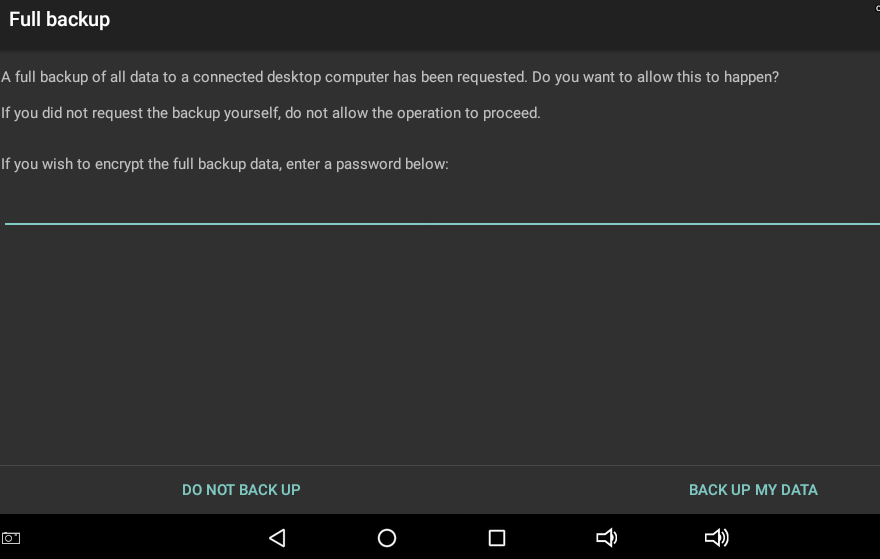 Full backup
A full backup of all data to a connected desktop computer has been requested. Do you want to allow this to happen?
If you did not request the backup yourself, do not allow the operation to proceed.
If you wish to encrypt the full backup data, enter a password below:
DO NOT BACK UP
BACK UP MY DATA